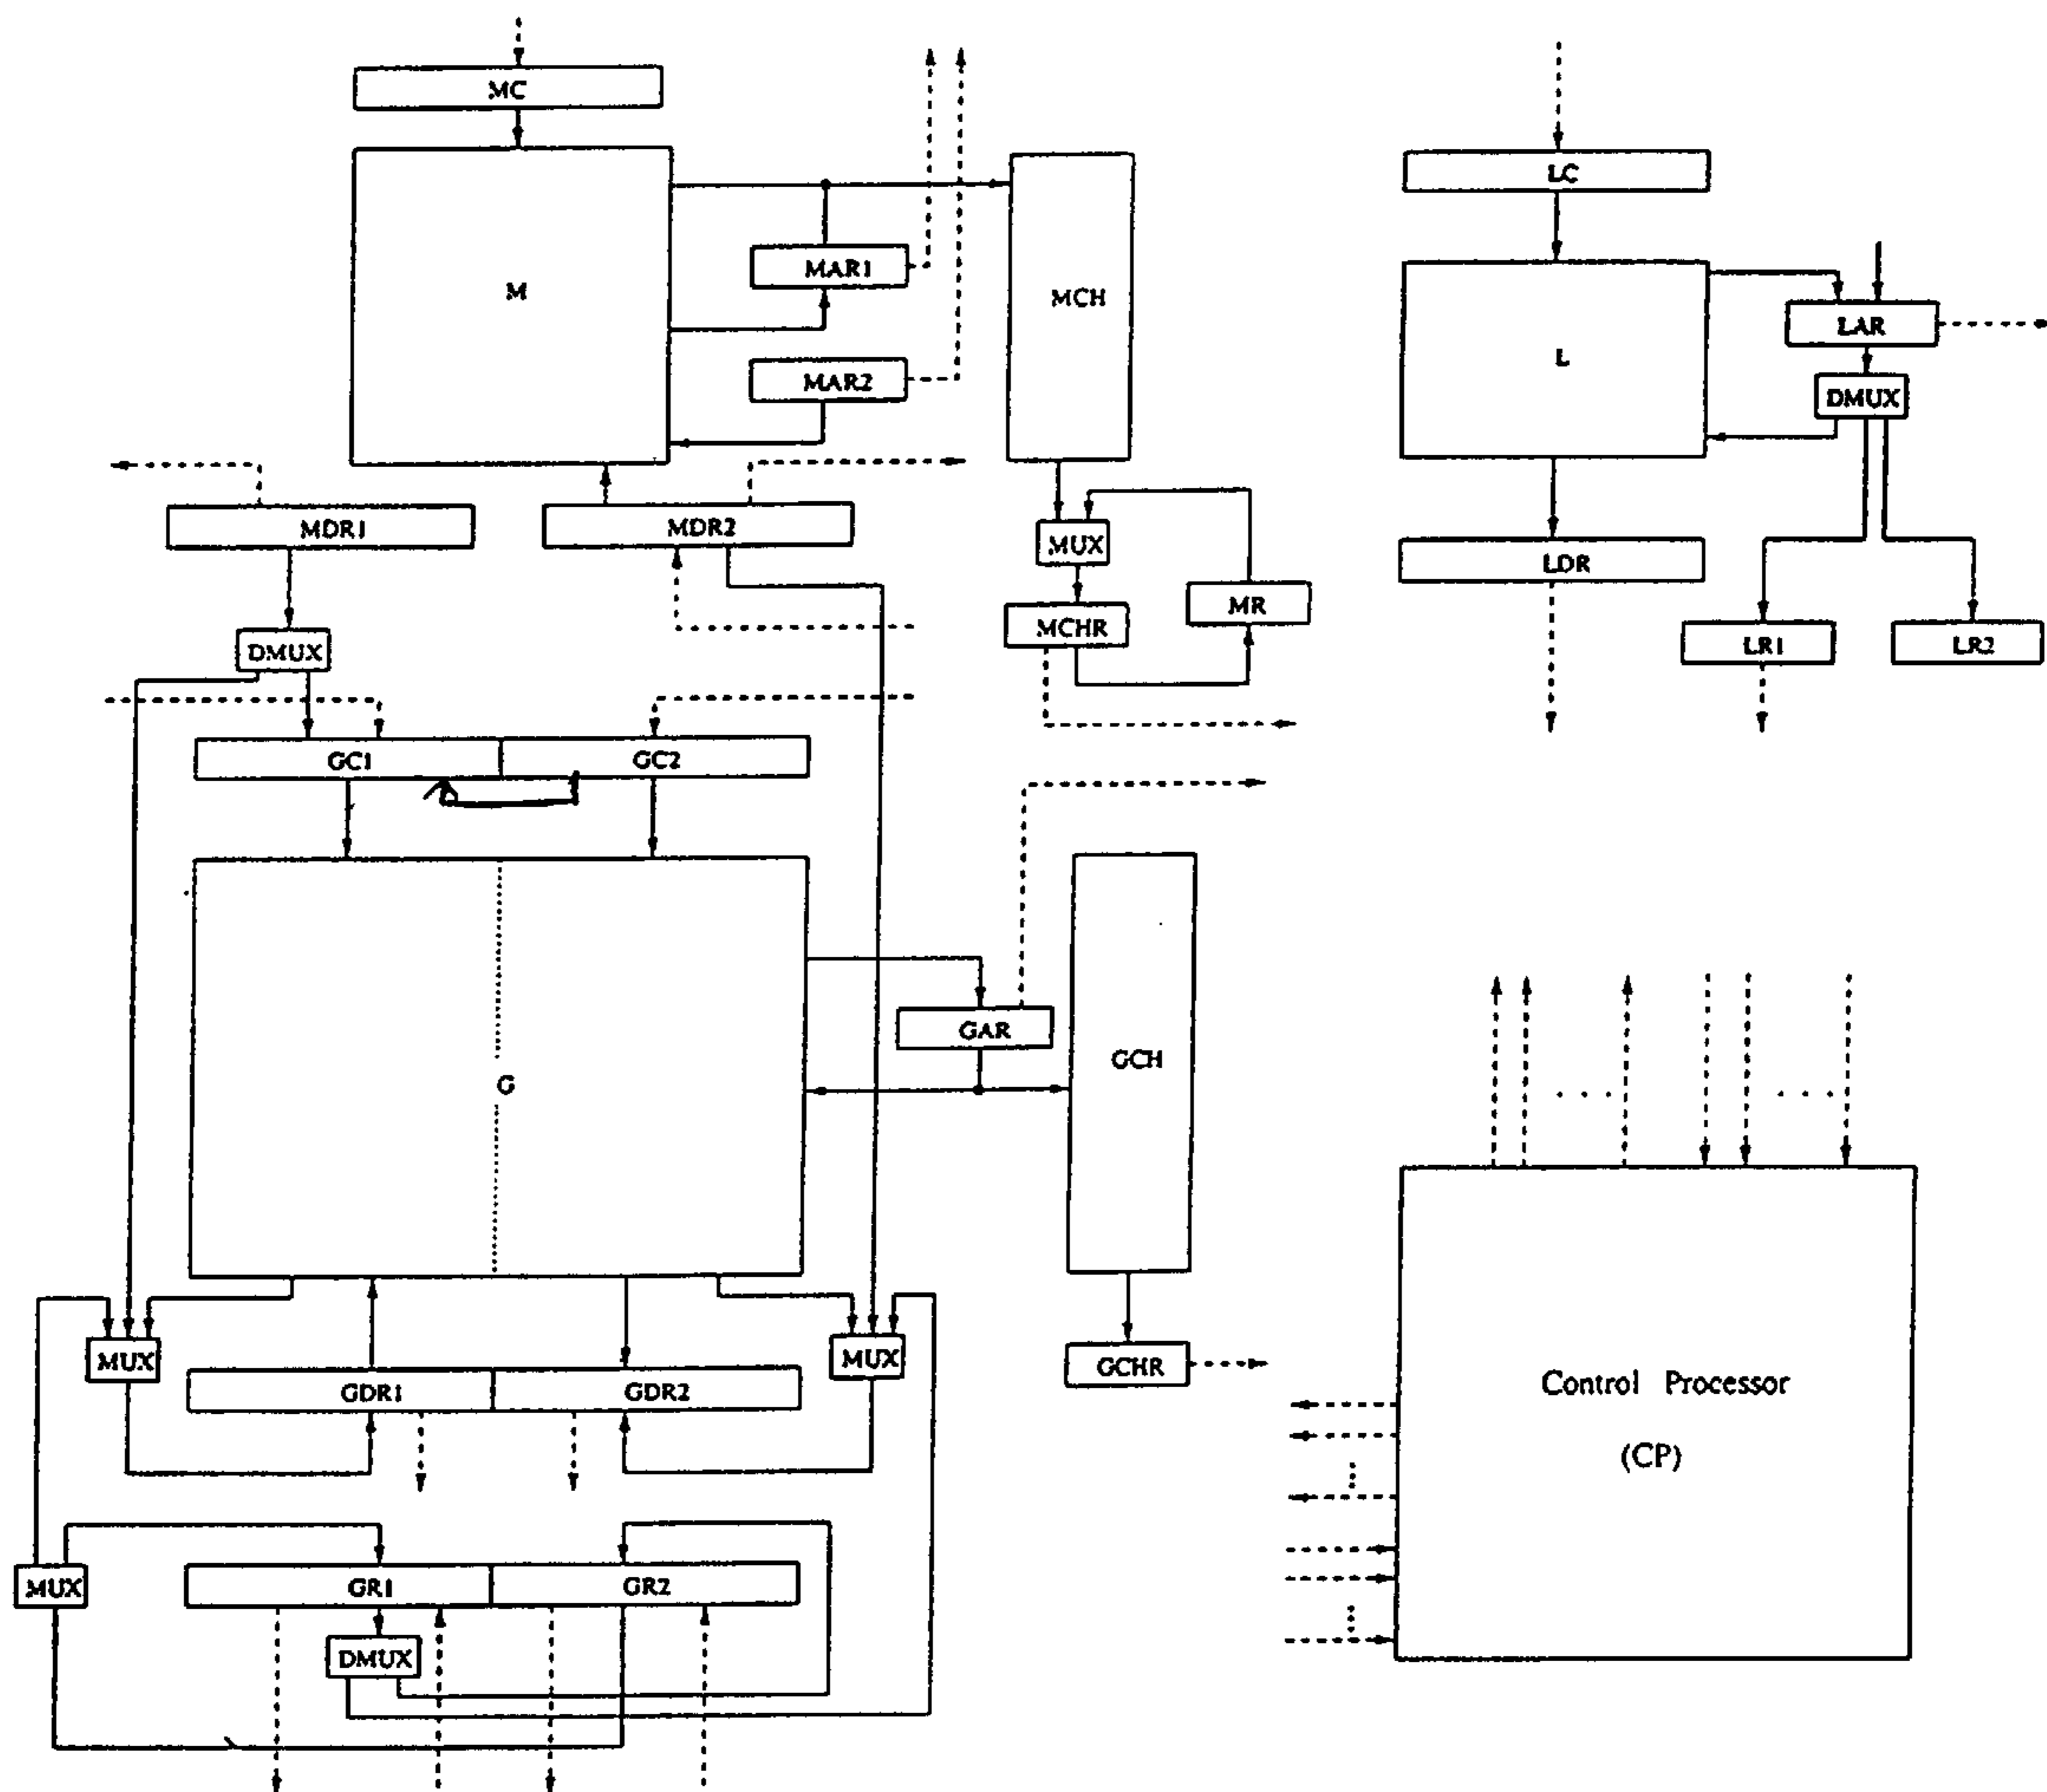 MC
LC
M
MAR1
MCH
LAR
L
MAR2
DMUX
MDR1
MDR2
MUX
LDR
MR
MCHR
DMUX
LR1
LR2
GC1
GC2
GAR
GCH
G
MUX
MUX
GCHR
GDR1
GDR2
Control Processor
(CP)
MUX
GR1
GR2
DMUX